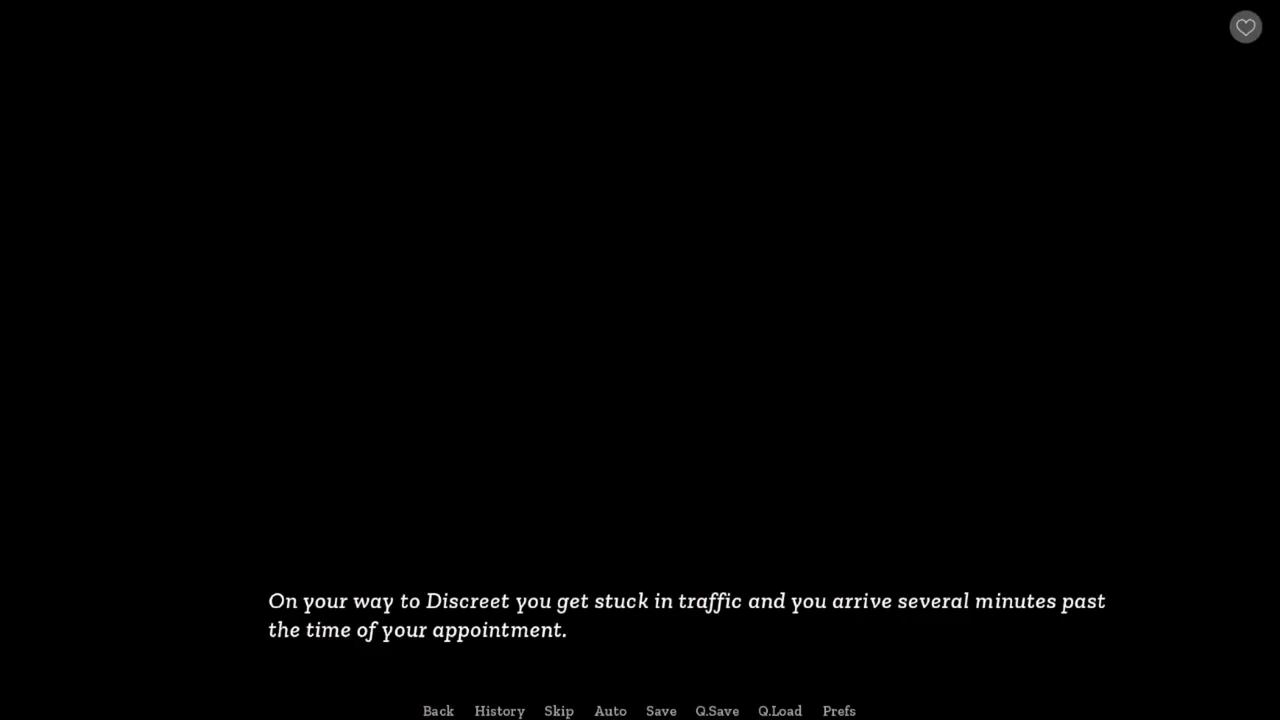 On your way to Discreet you get stuck in traffic and you arrive several minutes past
the time of your appointment.
Back History Skip Auto Save Q.Save Q.Load Prefs